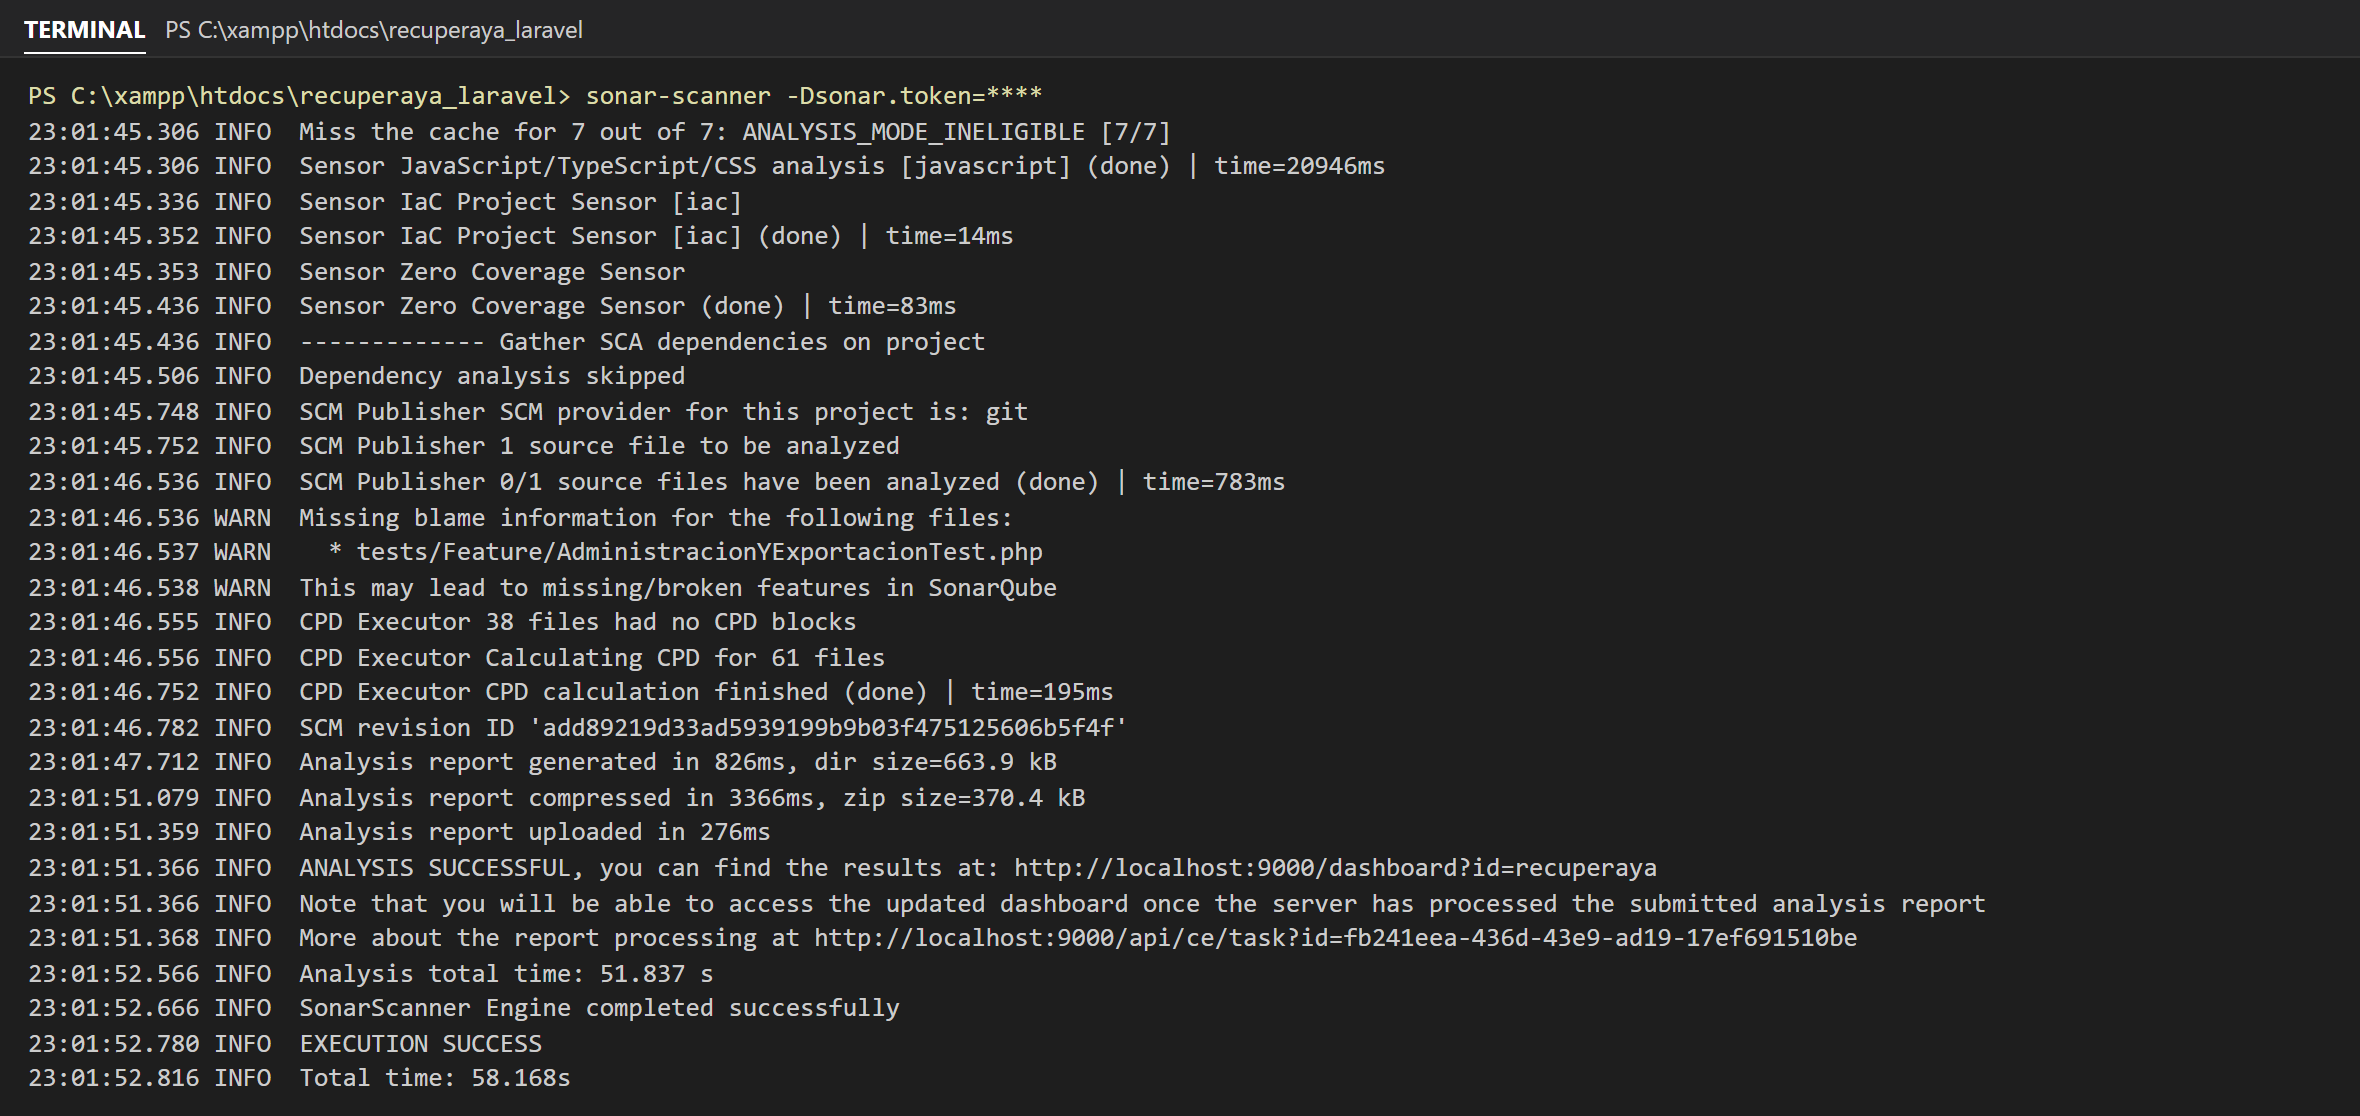 TERMINAL PS C:\xampp\htdocs\recuperaya_laravel
PS C:\xampp\htdocs\recuperaya_laravel> sonar-scanner -Dsonar.token=****
23:01:45.306 INFO  Miss the cache for 7 out of 7: ANALYSIS_MODE_INELIGIBLE [7/7]
23:01:45.306 INFO  Sensor JavaScript/TypeScript/CSS analysis [javascript] (done) | time=20946ms
23:01:45.336 INFO  Sensor IaC Project Sensor [iac]
23:01:45.352 INFO  Sensor IaC Project Sensor [iac] (done) | time=14ms
23:01:45.353 INFO  Sensor Zero Coverage Sensor
23:01:45.436 INFO  Sensor Zero Coverage Sensor (done) | time=83ms
23:01:45.436 INFO  ------------- Gather SCA dependencies on project
23:01:45.506 INFO  Dependency analysis skipped
23:01:45.748 INFO  SCM Publisher SCM provider for this project is: git
23:01:45.752 INFO  SCM Publisher 1 source file to be analyzed
23:01:46.536 INFO  SCM Publisher 0/1 source files have been analyzed (done) | time=783ms
23:01:46.536 WARN  Missing blame information for the following files:
23:01:46.537 WARN    * tests/Feature/AdministracionYExportacionTest.php
23:01:46.538 WARN  This may lead to missing/broken features in SonarQube
23:01:46.555 INFO  CPD Executor 38 files had no CPD blocks
23:01:46.556 INFO  CPD Executor Calculating CPD for 61 files
23:01:46.752 INFO  CPD Executor CPD calculation finished (done) | time=195ms
23:01:46.782 INFO  SCM revision ID 'add89219d33ad5939199b9b03f475125606b5f4f'
23:01:47.712 INFO  Analysis report generated in 826ms, dir size=663.9 kB
23:01:51.079 INFO  Analysis report compressed in 3366ms, zip size=370.4 kB
23:01:51.359 INFO  Analysis report uploaded in 276ms
23:01:51.366 INFO  ANALYSIS SUCCESSFUL, you can find the results at: http://localhost:9000/dashboard?id=recuperaya
23:01:51.366 INFO  Note that you will be able to access the updated dashboard once the server has processed the submitted analysis report
23:01:51.368 INFO  More about the report processing at http://localhost:9000/api/ce/task?id=fb241eea-436d-43e9-ad19-17ef691510be
23:01:52.566 INFO  Analysis total time: 51.837 s
23:01:52.666 INFO  SonarScanner Engine completed successfully
23:01:52.780 INFO  EXECUTION SUCCESS
23:01:52.816 INFO  Total time: 58.168s